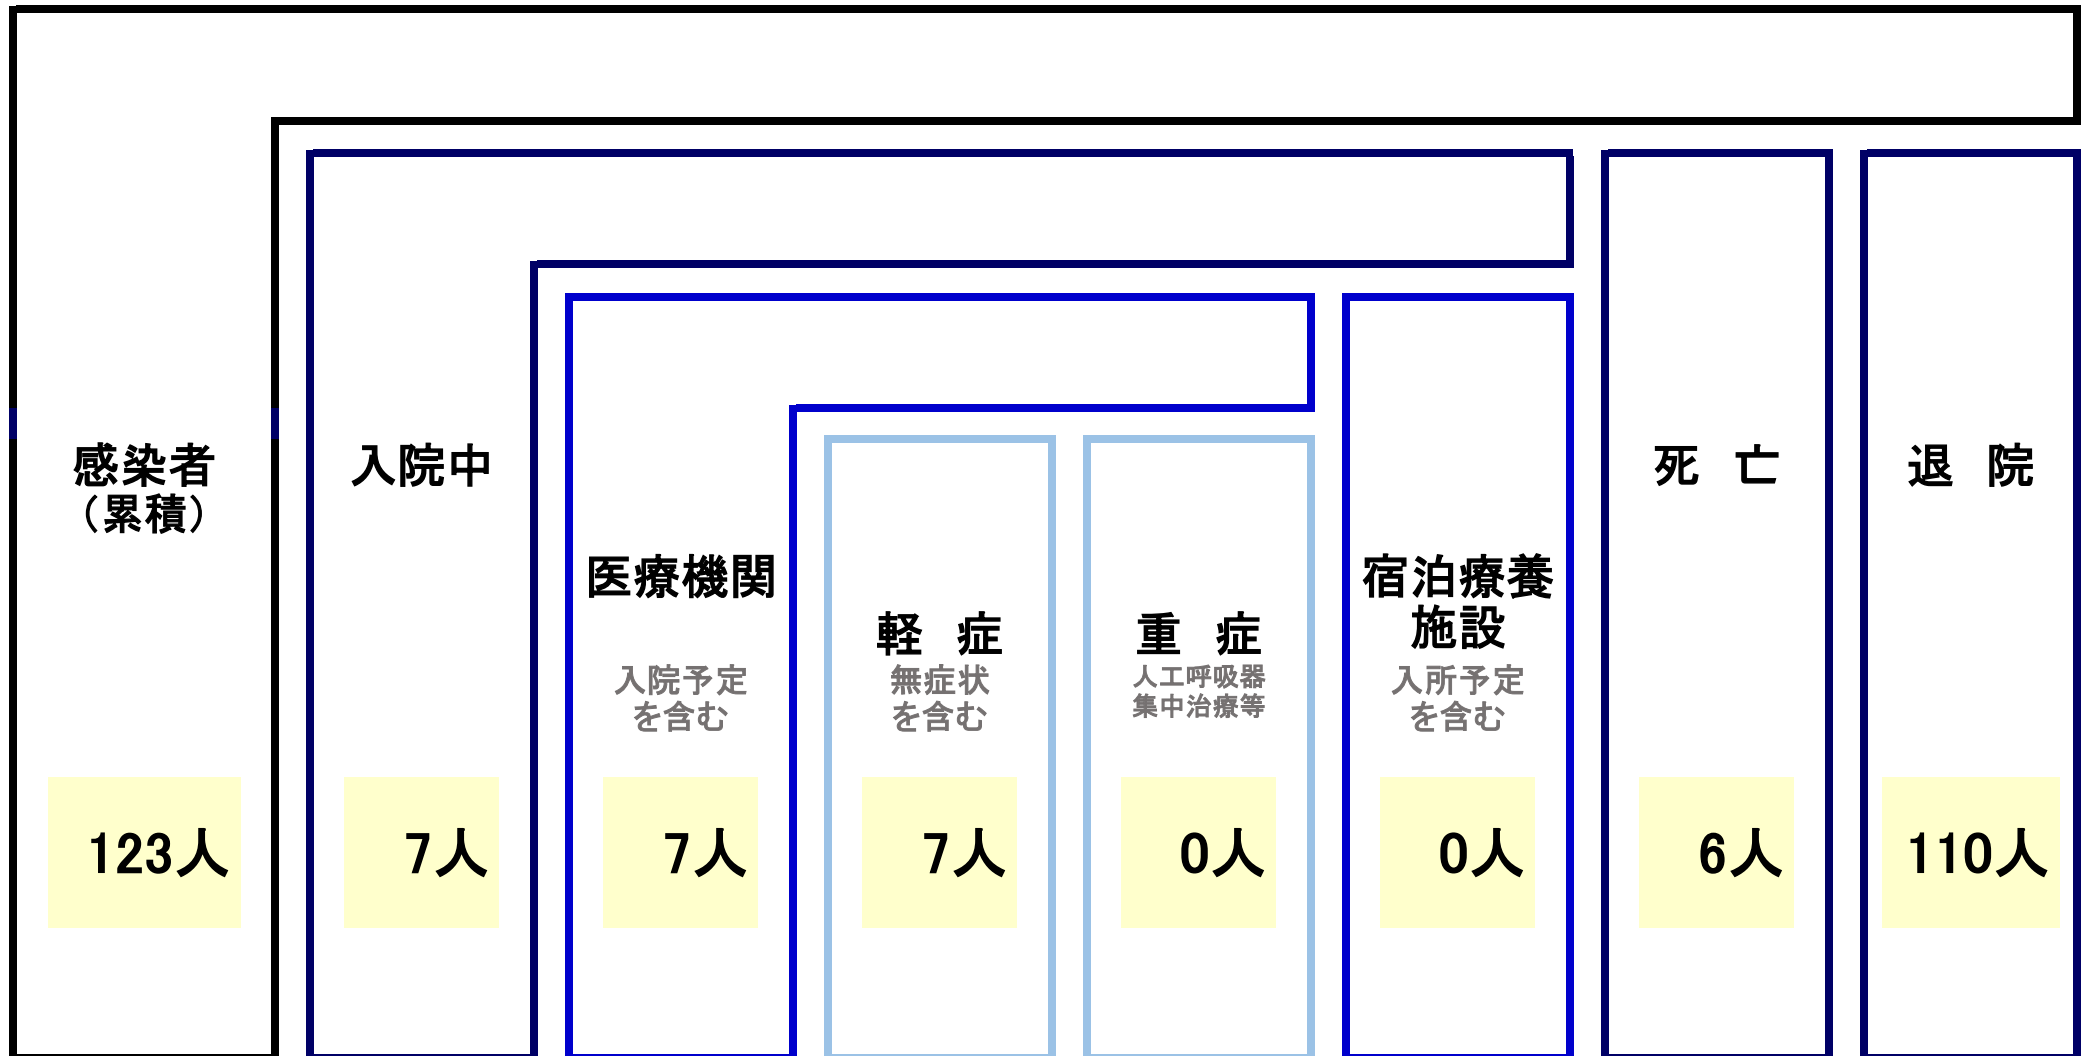 感染者
（累積）
123人
入院中
7人
医療機関
入院予定
を含む
7人
軽　症
無症状
を含む
7人
重　症
人工呼吸器
集中治療等
0人
宿泊療養
施設
入所予定
を含む
0人
死　亡
6人
退　院
110人